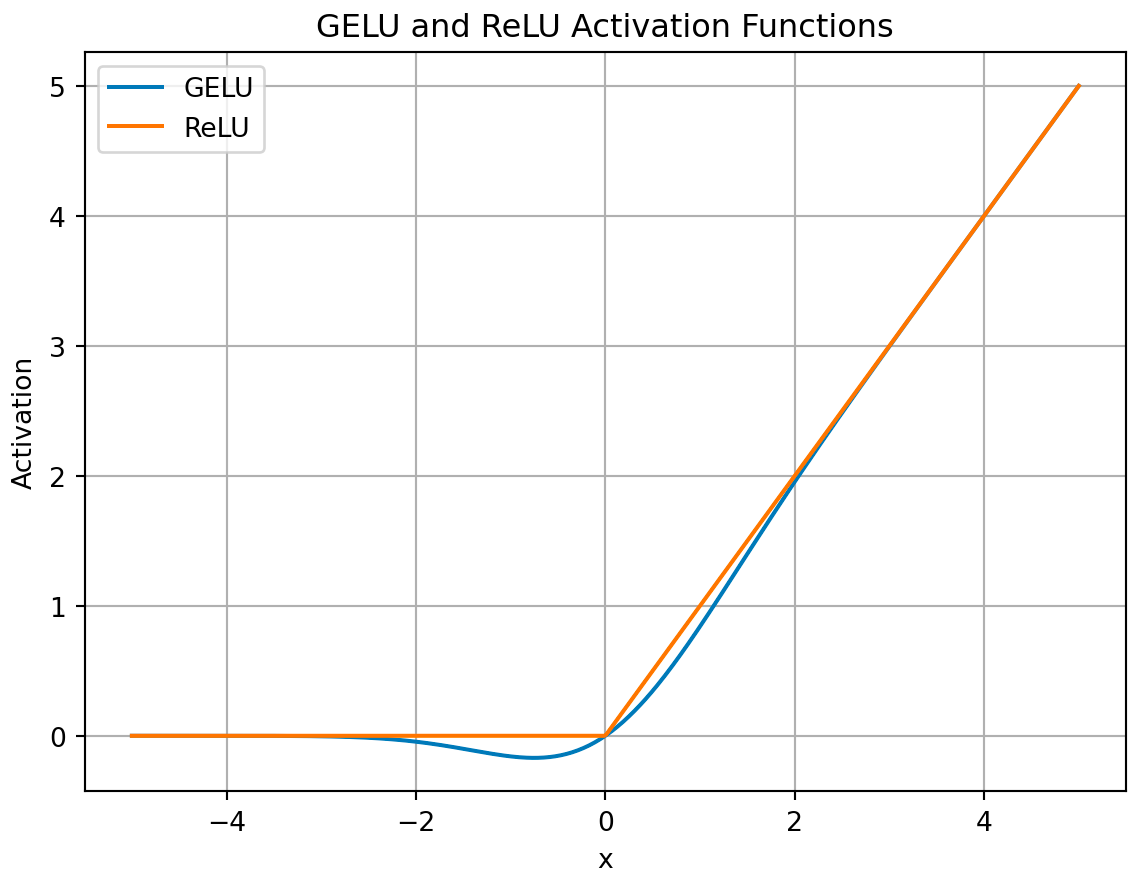 GELU and ReLU Activation Functions
GELU
ReLU
5
4
3
2
1
0
Activation
−4
−2
0
2
4
x